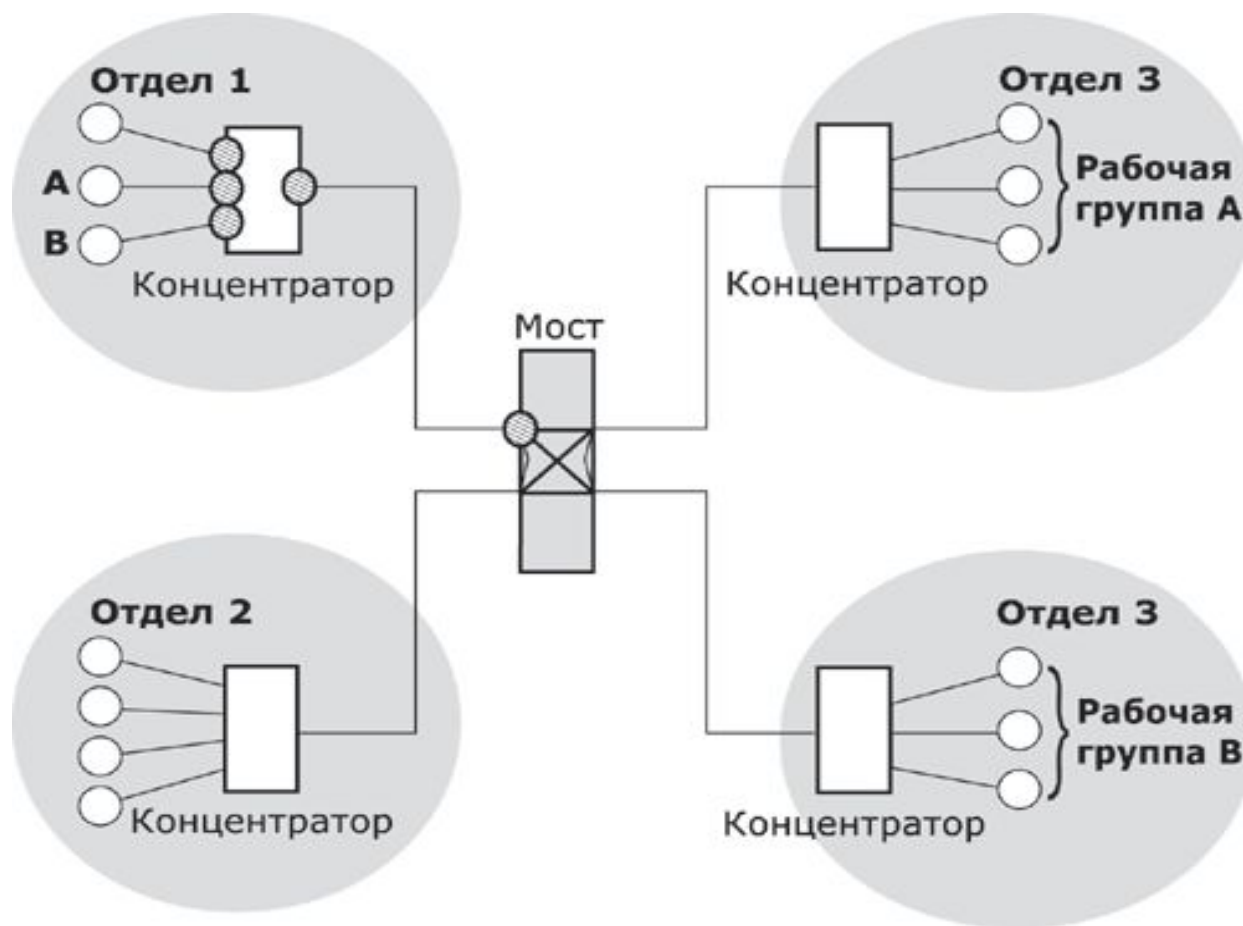 Отдел 1
A
B
Концентратор
Отдел 3
Рабочая
группа A
Концентратор
Мост
Отдел 2
Концентратор
Отдел 3
Рабочая
группа B
Концентратор